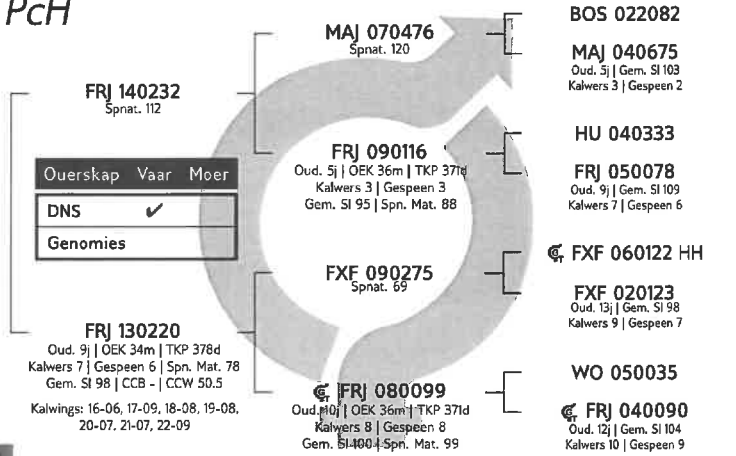 PcH
FRJ 140232
Spnat. 112
Ouerskap Vaar Moer
DNS ✔
Genomies
FRJ 130220
Oud. 9j | OEK 34m | TKP 378d
Kalwers 7 | Gespeen 6 | Spn. Mat. 78
Gem. SI 98 | CCB - | CCW 50.5
Kalwings: 16-06, 17-09, 18-08, 19-08,
20-07, 21-07, 22-09
MAJ 070476
Spnat. 120
FRJ 090116
Oud. 5j | OEK 36m | TKP 371d
Kalwers 3 | Gespeen 3
Gem. SI 95 | Spn. Mat. 88
FXF 090275
Spnat. 69
FRJ 080099
Oud. 10j | OEK 36m | TKP 371d
Kalwers 8 | Gespeen 8
Gem. SI 100 | Spn. Mat. 99
BOS 022082
MAJ 040675
Oud. 5j | Gem. SI 103
Kalwers 3 | Gespeen 2
HU 040333
FRJ 050078
Oud. 9j | Gem. SI 109
Kalwers 7 | Gespeen 6
FXF 060122 HH
FXF 020123
Oud. 13j | Gem. SI 98
Kalwers 9 | Gespeen 7
WO 050035
FRJ 040090
Oud. 12j | Gem. SI 104
Kalwers 10 | Gespeen 9